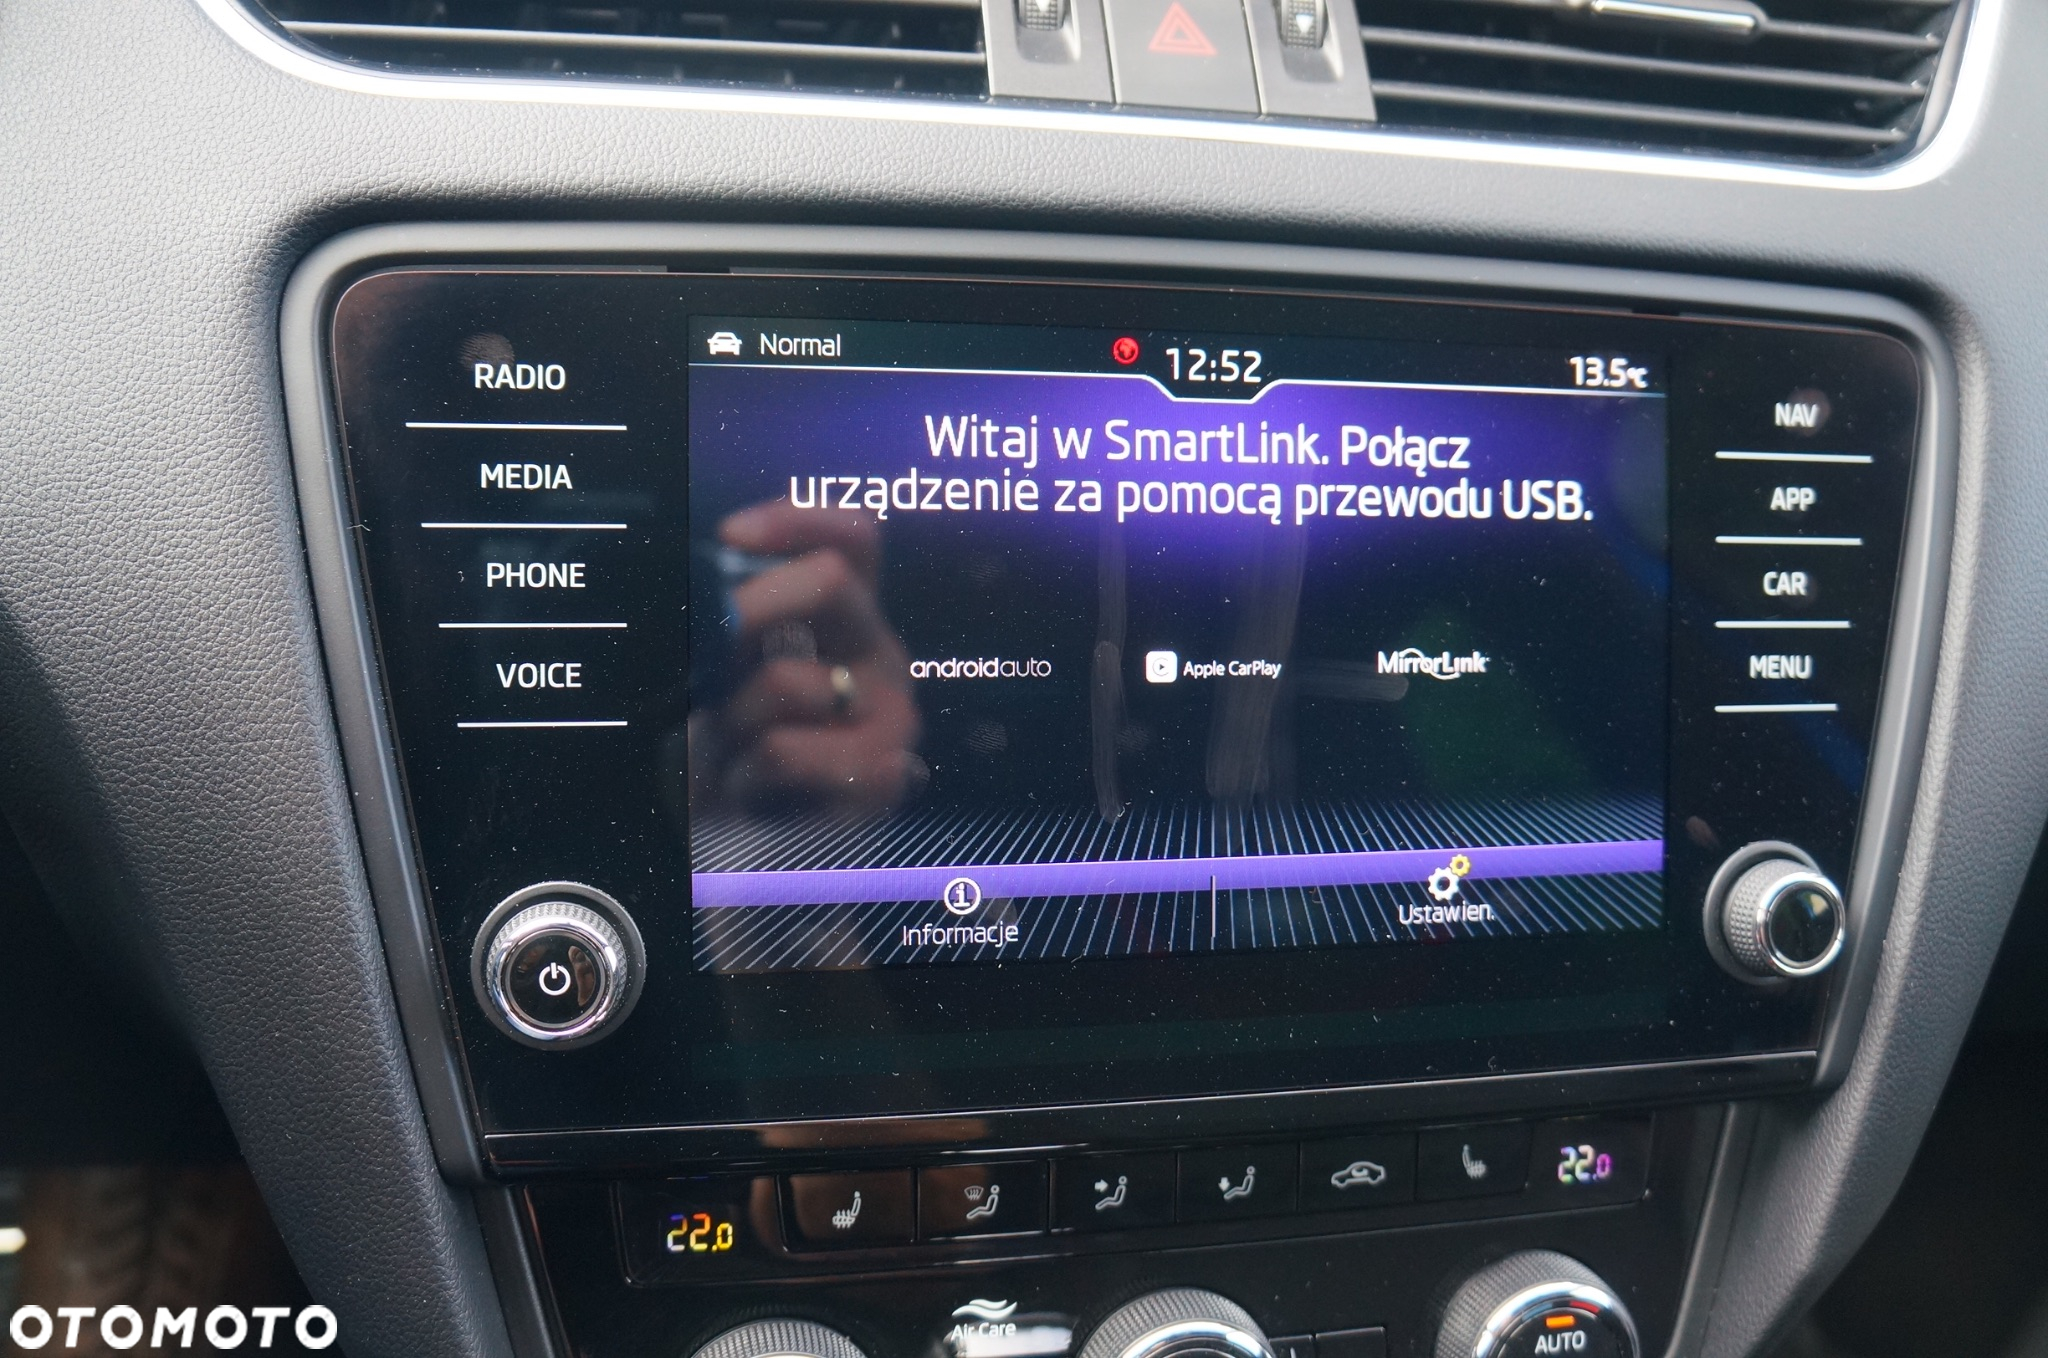 Normal
12:52
13.5°C
RADIO
MEDIA
PHONE
VOICE
Witaj w SmartLink. Połącz
urządzenie za pomocą przewodu USB.
androidauto
Apple CarPlay
MirrorLink
Informacje
Ustawien.
NAV
APP
CAR
MENU
22.0
22.0
Air Care
AUTO
OTOMOTO